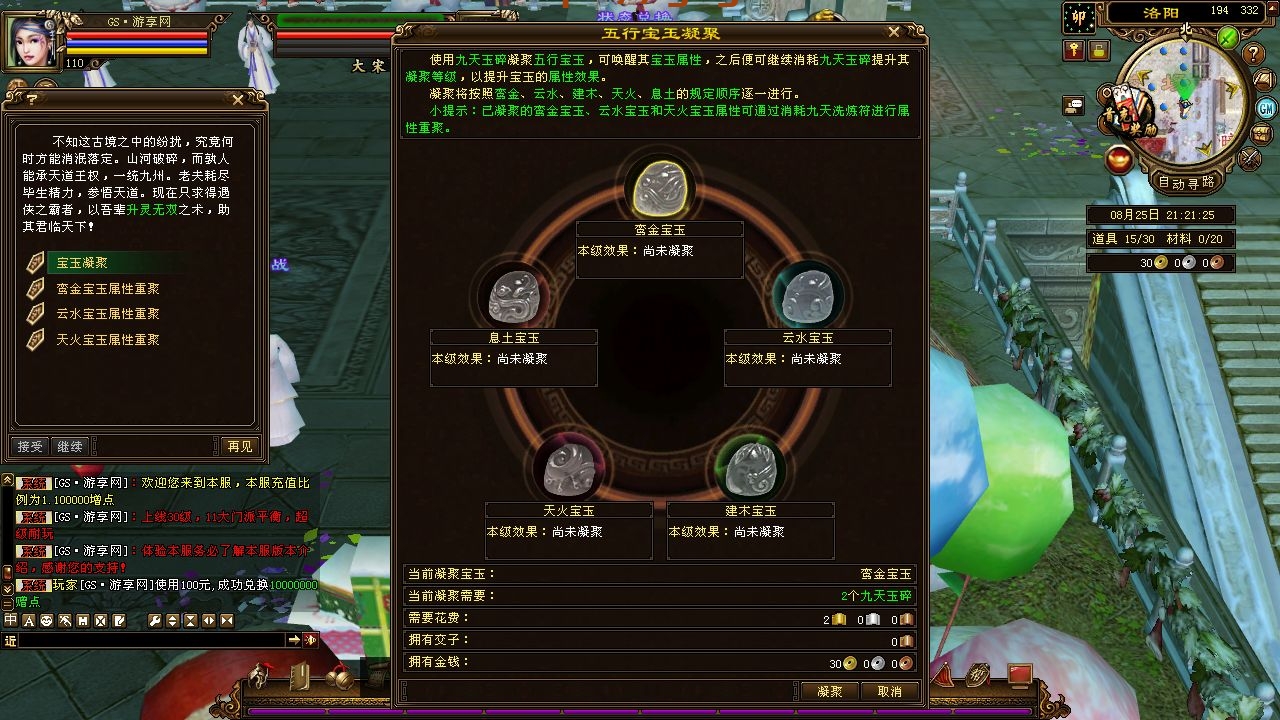 GS·游享网
110
大宋
状态兑换
洛阳 194 332
北
自动寻路
08月25日 21:21:25
道具 15/30 材料 0/20
30 0 0
GM
?
不知这古境之中的纷扰，究竟何
时方能消泯落定。山河破碎，而孰人
能承天道王权，一统九州。老夫耗尽
毕生精力，参悟天道。现在只求得遇
侠之霸者，以吾辈升灵无双之术，助
其君临天下！
宝玉凝聚
鸾金宝玉属性重聚
云水宝玉属性重聚
天火宝玉属性重聚
接受 继续 再见
战
五行宝玉凝聚
使用九天玉碎凝聚五行宝玉，可唤醒其宝玉属性，之后便可继续消耗九天玉碎提升其
凝聚等级，以提升宝玉的属性效果。
凝聚将按照鸾金、云水、建木、天火、息土的规定顺序逐一进行。
小提示：已凝聚的鸾金宝玉、云水宝玉和天火宝玉属性可通过消耗九天洗炼符进行属
性重聚。
鸾金宝玉
本级效果：尚未凝聚
息土宝玉
本级效果：尚未凝聚
云水宝玉
本级效果：尚未凝聚
天火宝玉
本级效果：尚未凝聚
建木宝玉
本级效果：尚未凝聚
当前凝聚宝玉： 鸾金宝玉
当前凝聚需要： 2个九天玉碎
需要花费： 2 0 0
拥有交子： 0
拥有金钱： 30 0 0
凝聚 取消
系统[GS·游享网]：欢迎您来到本服，本服充值比
例为1.100000增点
系统[GS·游享网]：上线30级，11大门派平衡，超
级耐玩
系统[GS·游享网]：体验本服务必了解本服版本介
绍，感谢您的支持！
系统玩家[GS·游享网]使用100元,成功兑换10000000
赠点
近